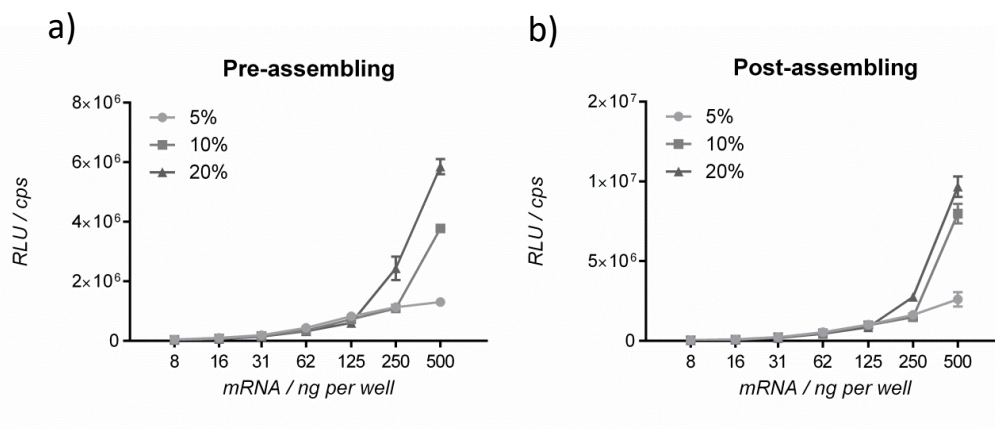 a)
Pre-assembling
RLU / cps
8×10⁶
6×10⁶
4×10⁶
2×10⁶
0
5%
10%
20%
8 16 31 62 125 250 500
mRNA / ng per well
b)
Post-assembling
RLU / cps
2×10⁷
1×10⁷
5×10⁶
0
5%
10%
20%
8 16 31 62 125 250 500
mRNA / ng per well